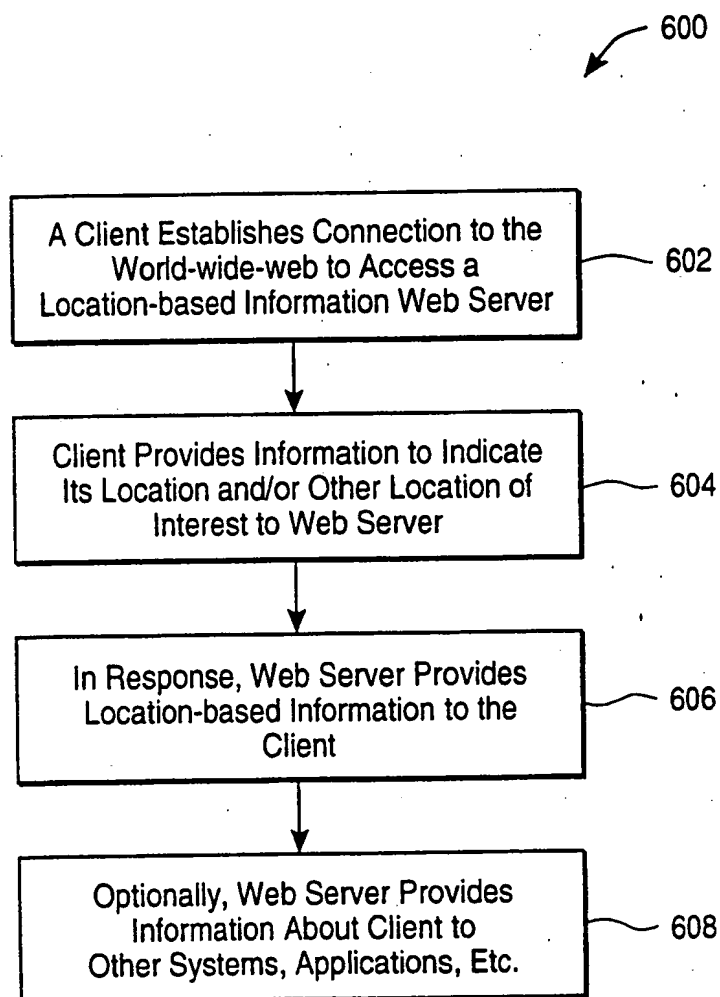 600
A Client Establishes Connection to the
World-wide-web to Access a
Location-based Information Web Server
602
Client Provides Information to Indicate
Its Location and/or Other Location of
Interest to Web Server
604
In Response, Web Server Provides
Location-based Information to the
Client
606
Optionally, Web Server Provides
Information About Client to
Other Systems, Applications, Etc.
608